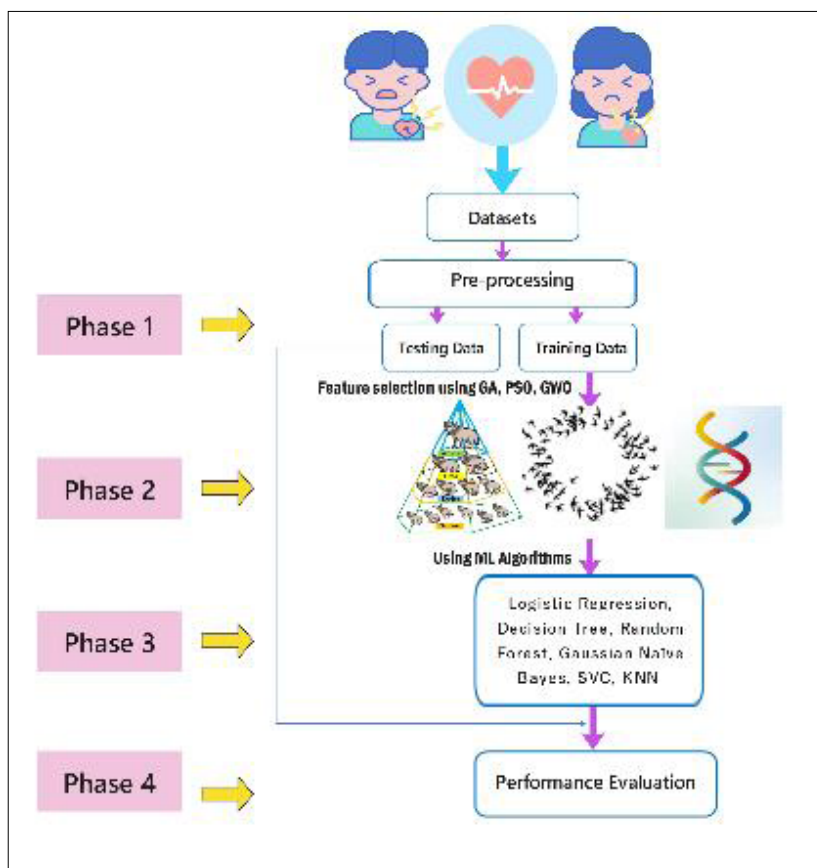 Datasets
Pre-processing
Phase 1
Testing Data
Training Data
Feature selection using GA, PSO, GWO
Phase 2
Using ML Algorithms
Logistic Regression,
Decision Tree, Random
Forest, Gaussian Naïve
Bayes, SVC, KNN
Phase 3
Phase 4
Performance Evaluation